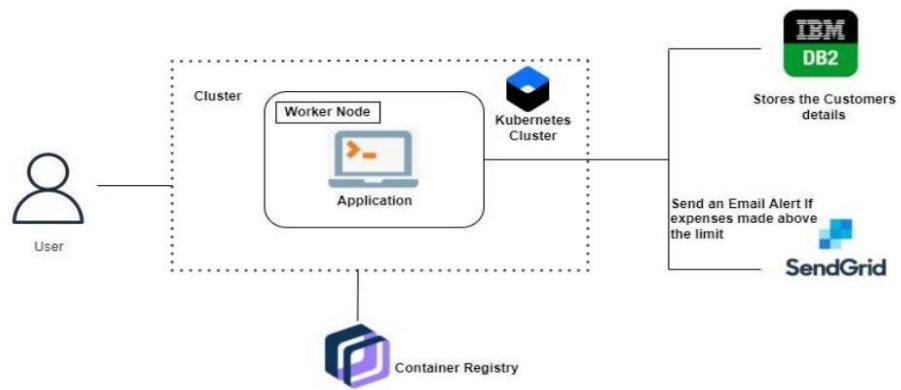 IBM
DB2
Stores the Customers
details
Cluster
Worker Node
Kubernetes
Cluster
Application
User
Send an Email Alert If
expenses made above
the limit
SendGrid
Container Registry